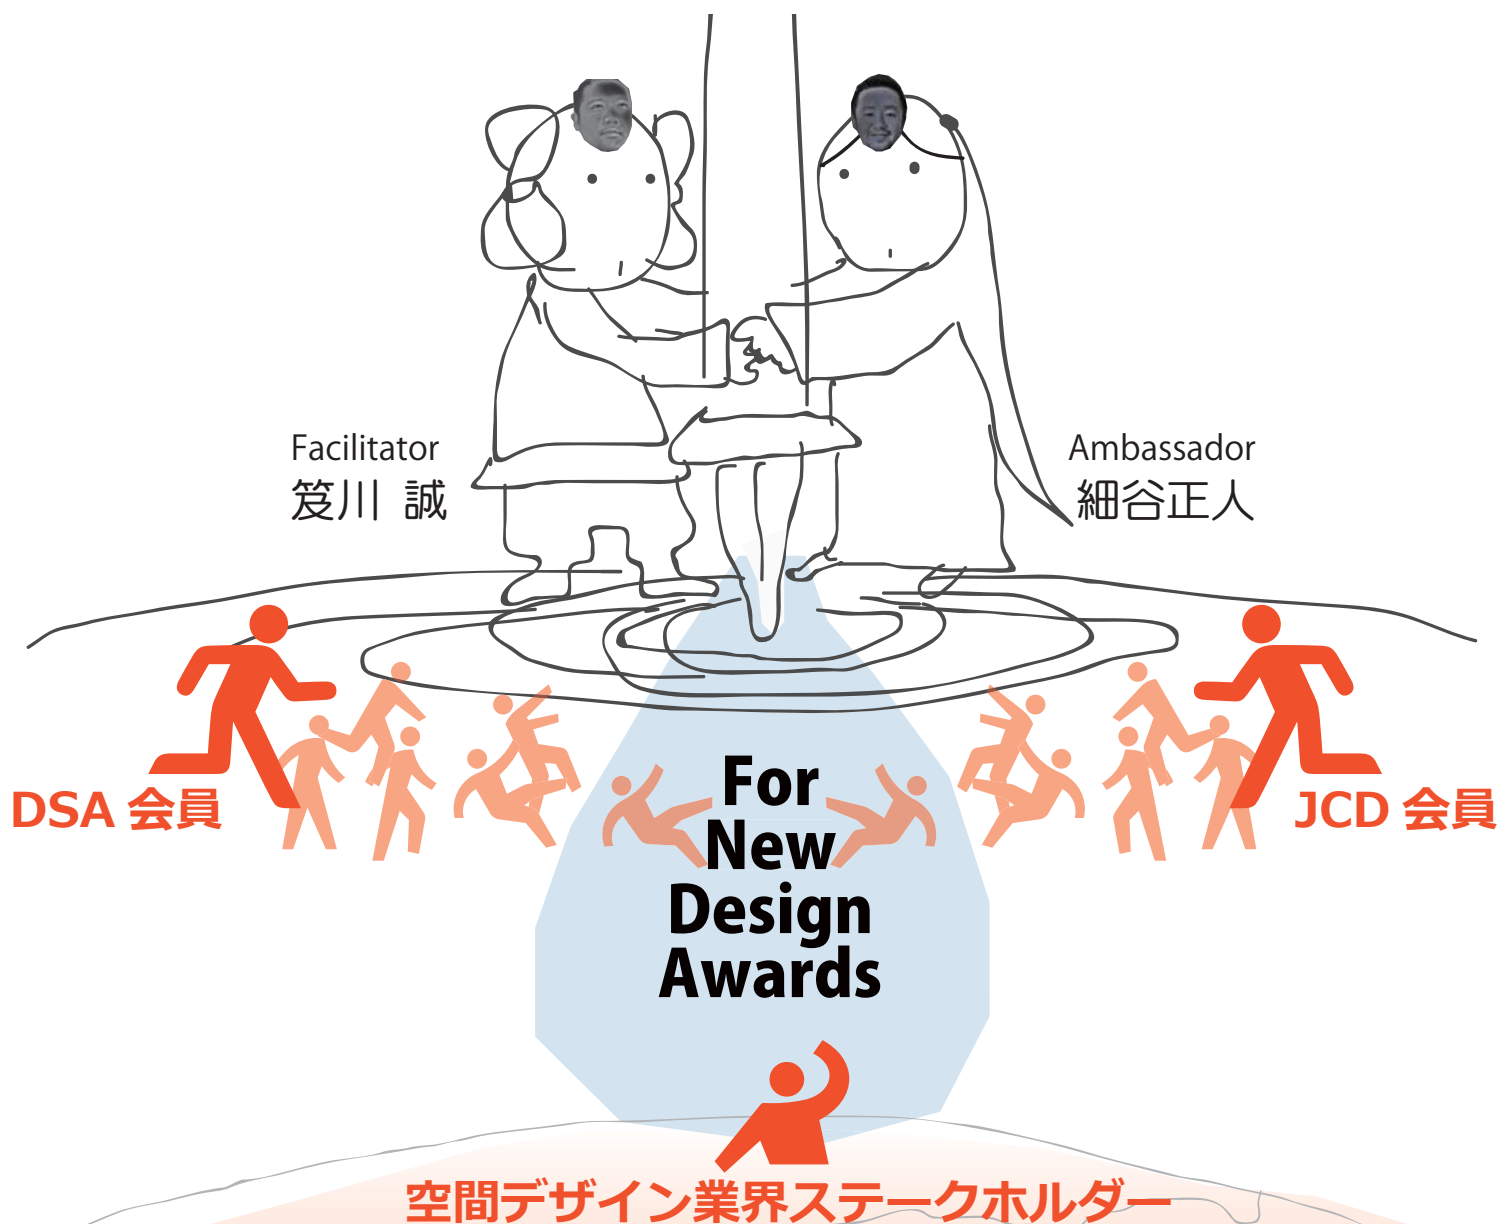 Facilitator
笈川 誠
Ambassador
細谷正人
DSA 会員
JCD 会員
For
New
Design
Awards
空間デザイン業界ステークホルダー